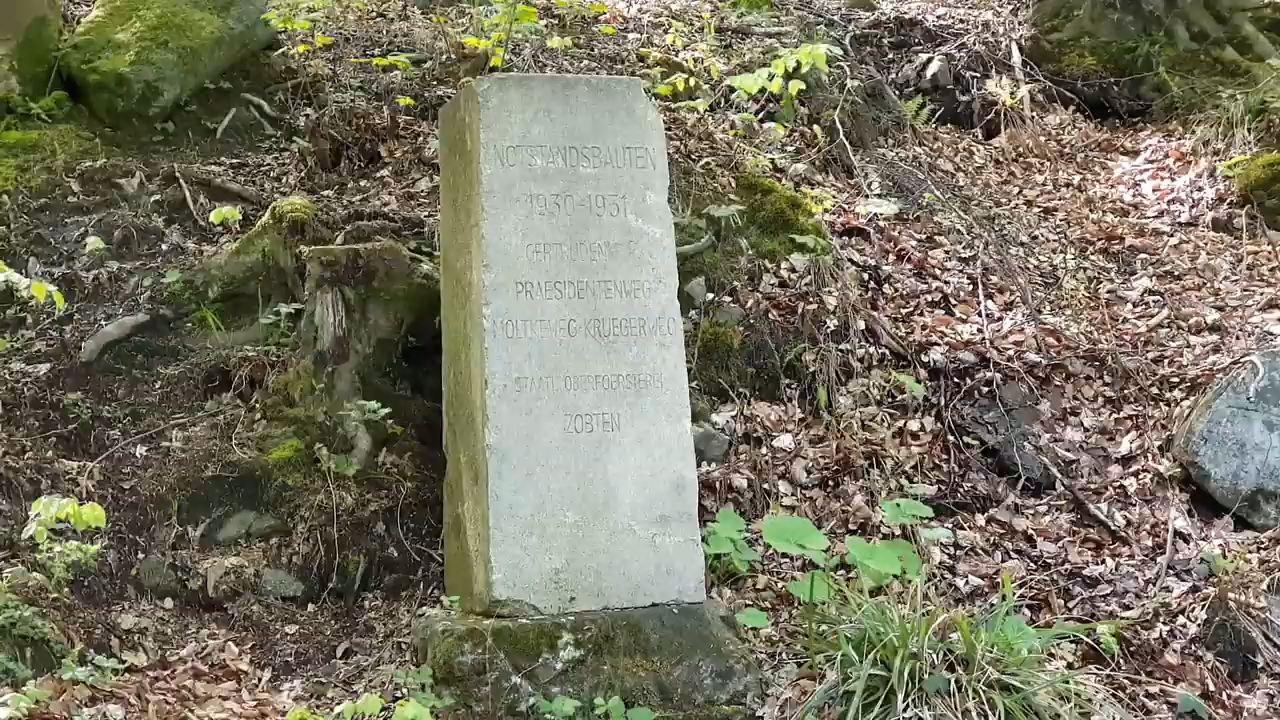 NOTSTANDSBAUTEN
1930-1931
PRAESIDENTENWEG
MOLTKEWEG·KRUEGERWEG
STAATL. OBERFOERSTEREI
ZOBTEN